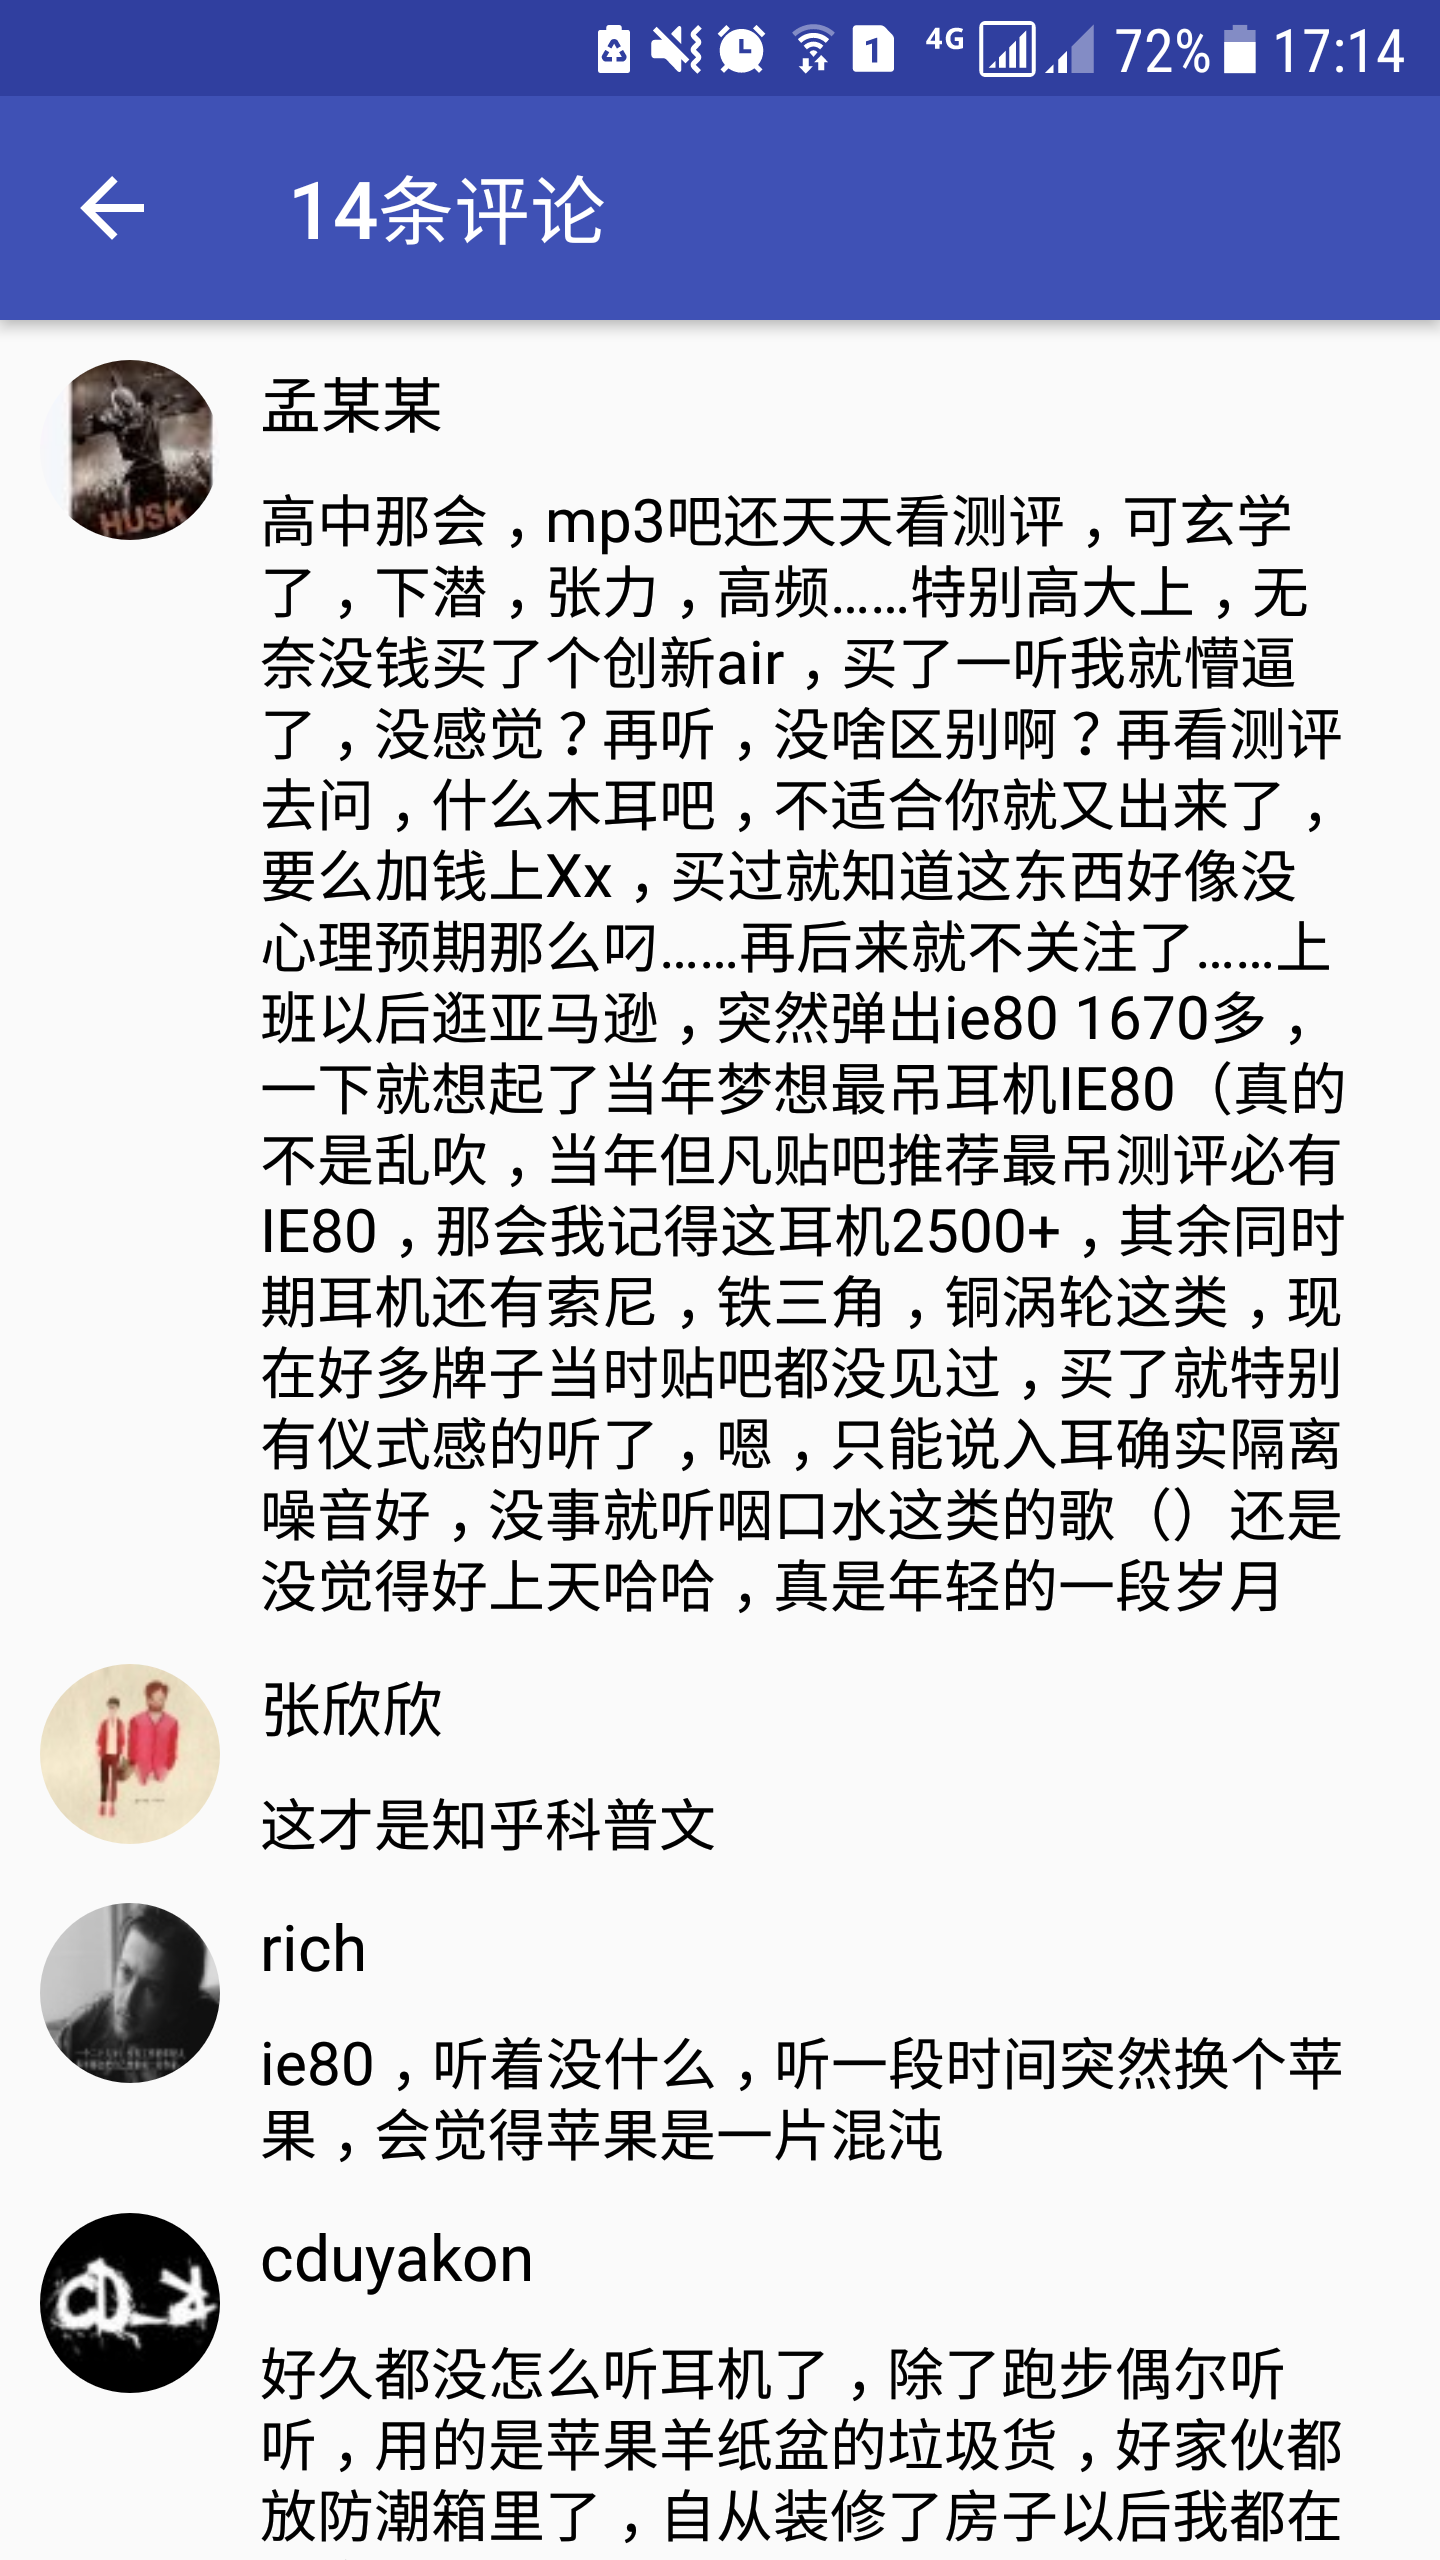 4G 72% 17:14
14条评论
HUSK
孟某某
高中那会，mp3吧还天天看测评，可玄学
了，下潜，张力，高频……特别高大上，无
奈没钱买了个创新air，买了一听我就懵逼
了，没感觉？再听，没啥区别啊？再看测评
去问，什么木耳吧，不适合你就又出来了，
要么加钱上Xx，买过就知道这东西好像没
心理预期那么叼……再后来就不关注了……上
班以后逛亚马逊，突然弹出ie80 1670多，
一下就想起了当年梦想最吊耳机IE80（真的
不是乱吹，当年但凡贴吧推荐最吊测评必有
IE80，那会我记得这耳机2500+，其余同时
期耳机还有索尼，铁三角，铜涡轮这类，现
在好多牌子当时贴吧都没见过，买了就特别
有仪式感的听了，嗯，只能说入耳确实隔离
噪音好，没事就听咽口水这类的歌（）还是
没觉得好上天哈哈，真是年轻的一段岁月
张欣欣
这才是知乎科普文
rich
ie80，听着没什么，听一段时间突然换个苹
果，会觉得苹果是一片混沌
cduyakon
好久都没怎么听耳机了，除了跑步偶尔听
听，用的是苹果羊纸盆的垃圾货，好家伙都
放防潮箱里了，自从装修了房子以后我都在